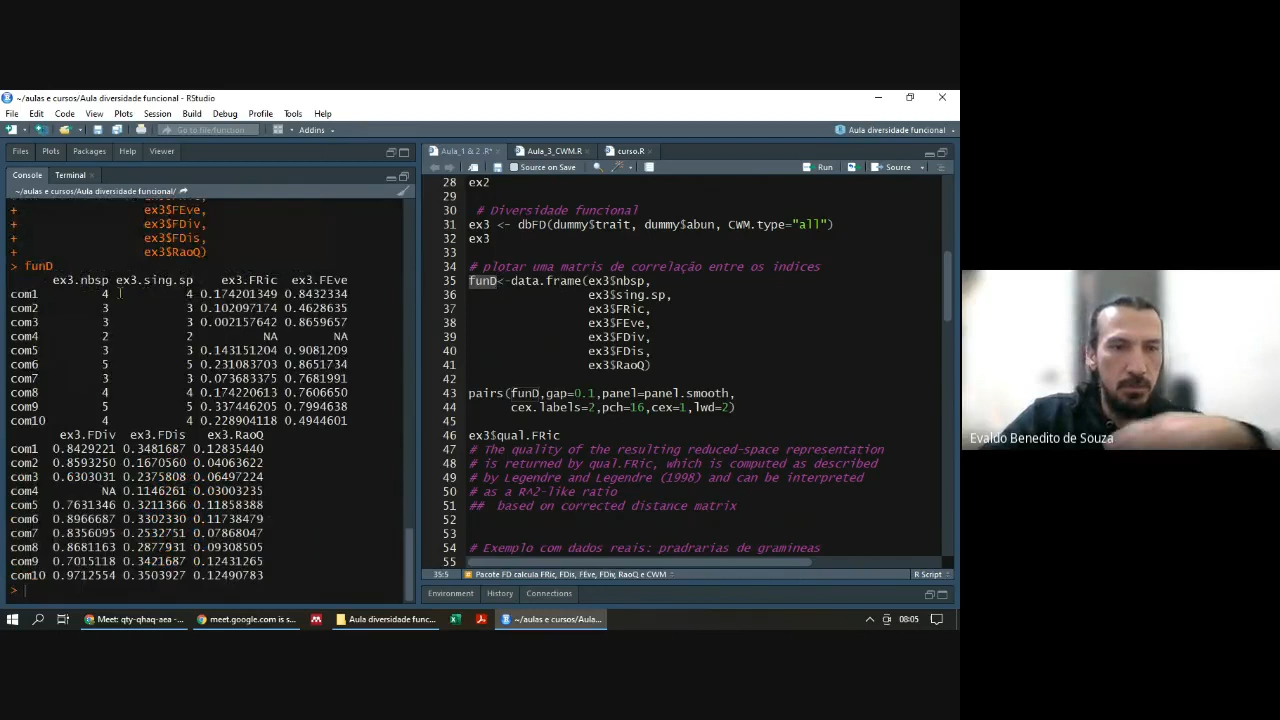 ~/aulas e cursos/Aula diversidade funcional - RStudio
File Edit Code View Plots Session Build Debug Profile Tools Help
Go to file/function Addins Aula diversidade funcional
Files Plots Packages Help Viewer
Console Terminal
~/aulas e cursos/Aula diversidade funcional/
+ ex3$FEve,
+ ex3$FDiv,
+ ex3$FDis,
+ ex3$RaoQ)
> funD
ex3.nbsp ex3.sing.sp ex3.FRic ex3.FEve
com1 4 4 0.174201349 0.8432334
com2 3 3 0.102097174 0.4628635
com3 3 3 0.002157642 0.8659657
com4 2 2 NA NA
com5 3 3 0.143151204 0.9081209
com6 5 5 0.231083703 0.8651734
com7 3 3 0.073683375 0.7681991
com8 4 4 0.174220613 0.7606650
com9 5 5 0.337446205 0.7994638
com10 4 4 0.228904118 0.4944601
ex3.FDiv ex3.FDis ex3.RaoQ
com1 0.8429221 0.3481687 0.12835440
com2 0.8593250 0.1670560 0.04063622
com3 0.6303031 0.2375808 0.06497224
com4 NA 0.1146261 0.03003235
com5 0.7631346 0.3211366 0.11858388
com6 0.8966687 0.3302330 0.11738479
com7 0.8356095 0.2532751 0.07868047
com8 0.8681163 0.2877931 0.09308505
com9 0.7015118 0.3421687 0.12431265
com10 0.9712554 0.3503927 0.12490783
>
Aula_1 & 2 .R* Aula_3_CWM.R curso.R
Source on Save Run Source
28 ex2
29
30 # Diversidade funcional
31 ex3 <- dbFD(dummy$trait, dummy$abun, CWM.type="all")
32 ex3
33
34 # plotar uma matris de correlação entre os indices
35 funD<-data.frame(ex3$nbsp,
36 ex3$sing.sp,
37 ex3$FRic,
38 ex3$FEve,
39 ex3$FDiv,
40 ex3$FDis,
41 ex3$RaoQ)
42
43 pairs(funD,gap=0.1,panel=panel.smooth,
44 cex.labels=2,pch=16,cex=1,lwd=2)
45
46 ex3$qual.FRic
47 # The quality of the resulting reduced-space representation
48 # is returned by qual.FRic, which is computed as described
49 # by Legendre and Legendre (1998) and can be interpreted
50 # as a R^2-like ratio
51 ## based on corrected distance matrix
52
53
54 # Exemplo com dados reais: pradrarias de gramineas
55
35:5 Pacote FD calcula FRic, FDis, FEve, FDiv, RaoQ e CWM R Script
Environment History Connections
Meet: qty-qhaq-aea -... meet.google.com is s... Aula diversidade func... ~/aulas e cursos/Aula... 08:05
Evaldo Benedito de Souza